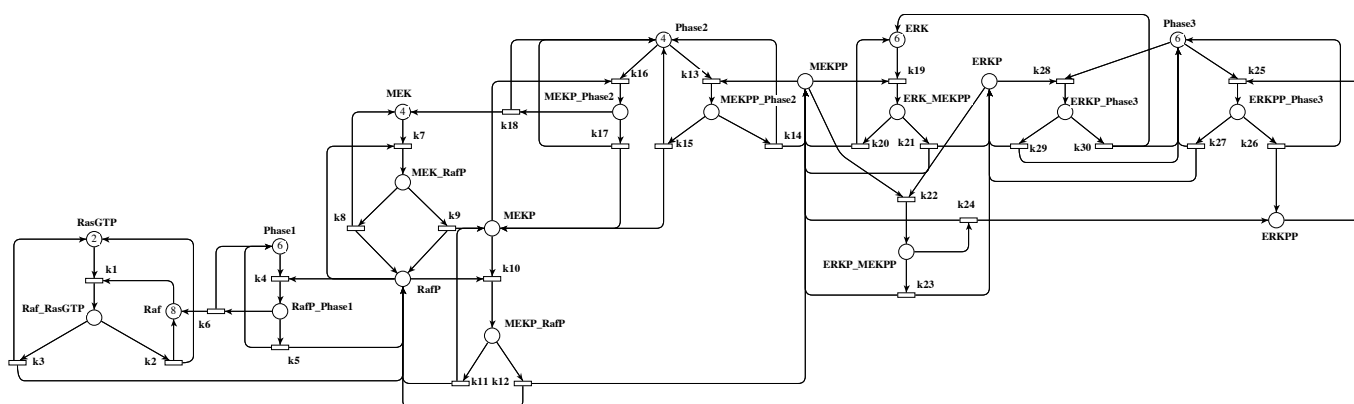 Phase2
4
ERK
6
Phase3
6
MEKPP
k19
ERKP
k28
k25
k16
k13
MEK
4
MEKP_Phase2
MEKPP_Phase2
ERK_MEKPP
ERKP_Phase3
ERKPP_Phase3
k18
k7
k17
k15
k14
k20
k21
k29
k30
k27
k26
MEK_RafP
k22
k8
k9
MEKP
k24
RasGTP
2
Phase1
6
ERKPP
k1
k4
RafP
k10
ERKP_MEKPP
k23
Raf_RasGTP
Raf
8
k6
RafP_Phase1
MEKP_RafP
k3
k2
k5
k11
k12